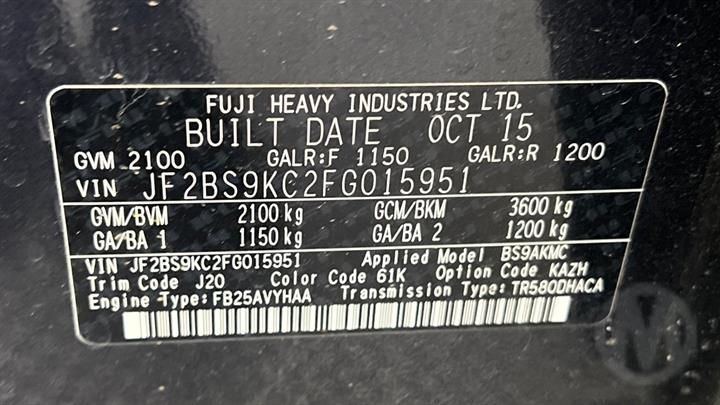 FUJI HEAVY INDUSTRIES LTD.
BUILT DATE OCT 15
GVM 2100 GALR:F 1150 GALR:R 1200
VIN JF2BS9KC2FG015951
GVM/BVM 2100 kg GCM/BKM 3600 kg
GA/BA 1 1150 kg GA/BA 2 1200 kg
VIN JF2BS9KC2FG015951 Applied Model BS9AKMC
Trim Code J20 Color Code 61K Option Code KAZH
Engine Type: FB25AVYHAA Transmission Type: TR580DHACA